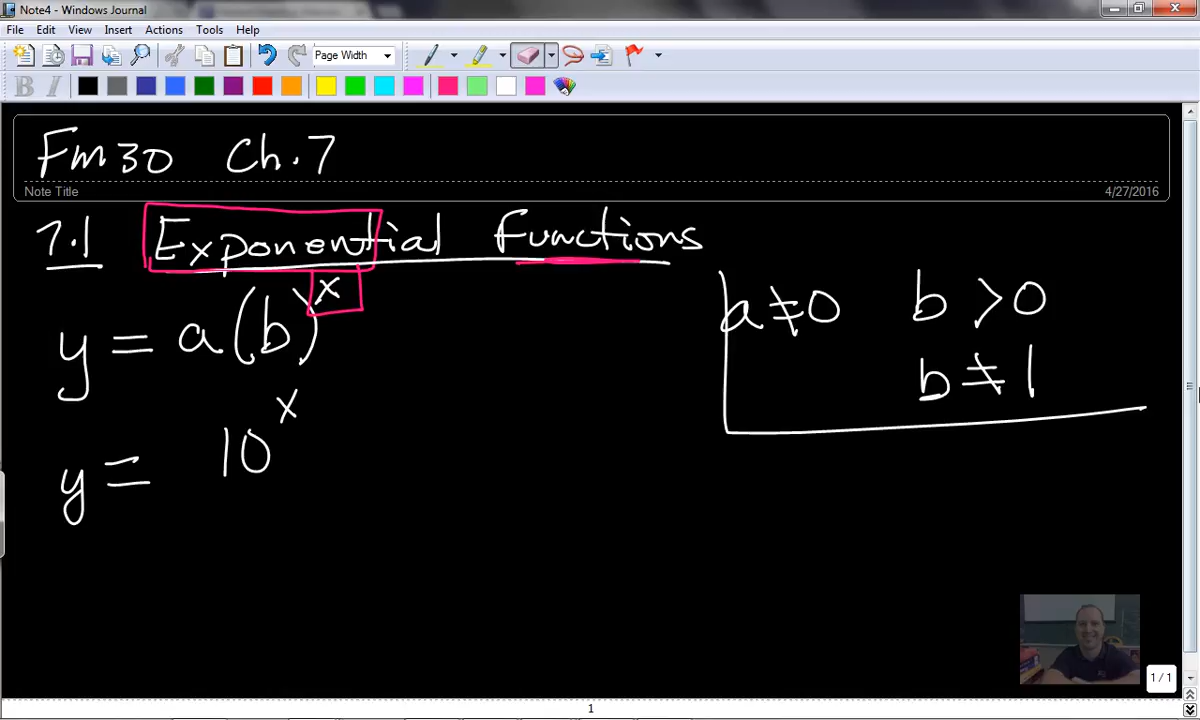 Note4 - Windows Journal
File Edit View Insert Actions Tools Help
Page Width
B I
Fm30 Ch.7
Note Title 4/27/2016
7.1 Exponential Functions
y = a(b)^x
a ≠ 0 b > 0
b ≠ 1
y = 10^x
1 / 1
1